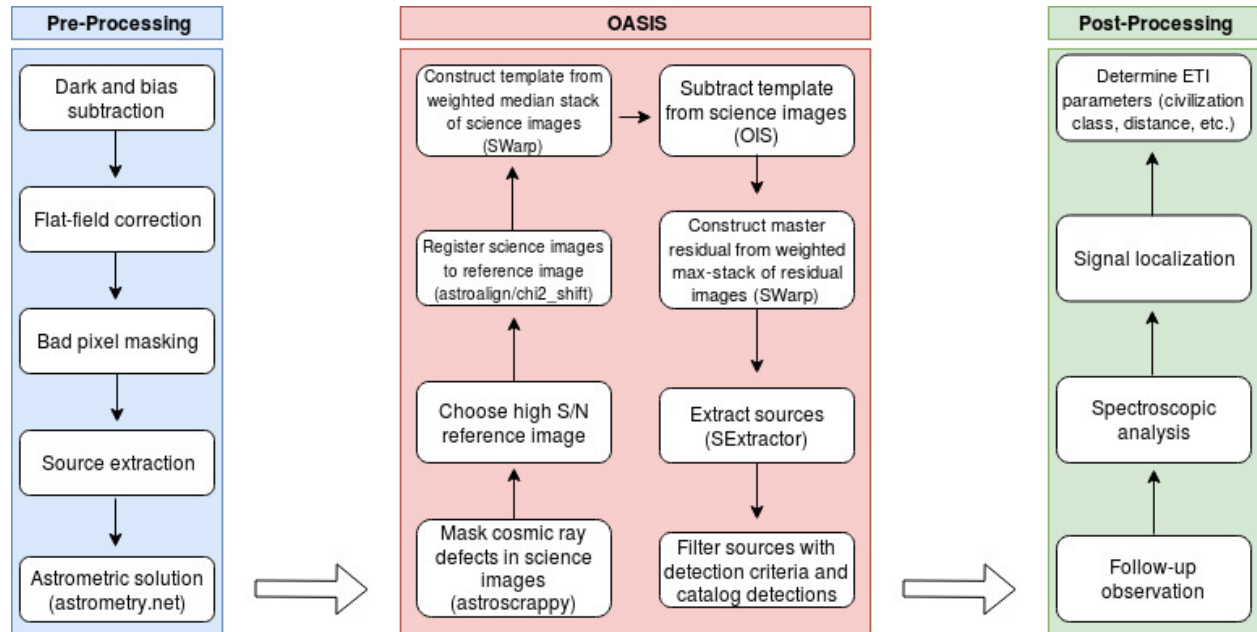 Pre-Processing
Dark and bias
subtraction
Flat-field correction
Bad pixel masking
Source extraction
Astrometric solution
(astrometry.net)
OASIS
Mask cosmic ray
defects in science
images
(astroscrappy)
Choose high S/N
reference image
Register science images
to reference image
(astroalign/chi2_shift)
Construct template from
weighted median stack
of science images
(SWarp)
Subtract template
from science images
(OIS)
Construct master
residual from weighted
max-stack of residual
images (SWarp)
Extract sources
(SExtractor)
Filter sources with
detection criteria and
catalog detections
Post-Processing
Follow-up
observation
Spectroscopic
analysis
Signal localization
Determine ETI
parameters (civilization
class, distance, etc.)